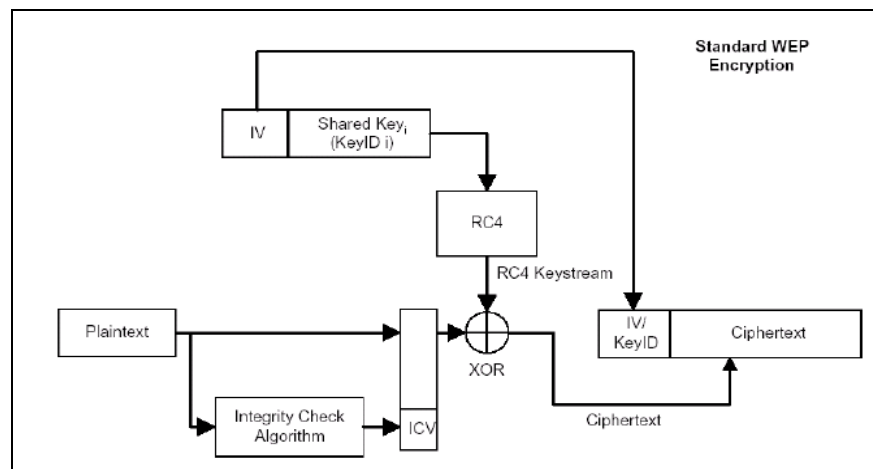 Standard WEP
Encryption
IV
Shared Keyi
(KeyID i)
RC4
RC4 Keystream
Plaintext
IV/
KeyID
Ciphertext
XOR
Integrity Check
Algorithm
ICV
Ciphertext